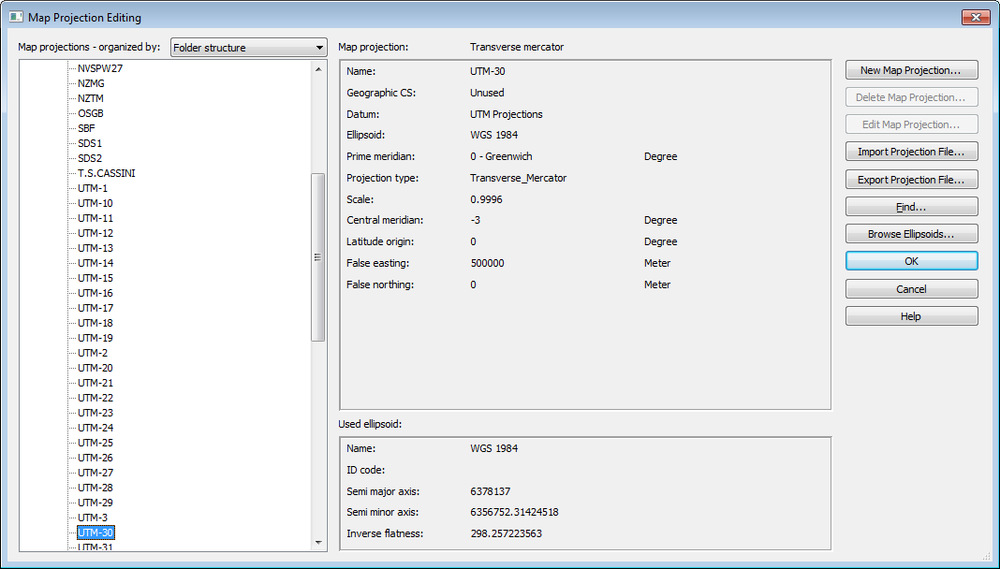 Map Projection Editing
Map projections - organized by: Folder structure
NVSPW27
NZMG
NZTM
OSGB
SBF
SDS1
SDS2
T.S.CASSINI
UTM-1
UTM-10
UTM-11
UTM-12
UTM-13
UTM-14
UTM-15
UTM-16
UTM-17
UTM-18
UTM-19
UTM-2
UTM-20
UTM-21
UTM-22
UTM-23
UTM-24
UTM-25
UTM-26
UTM-27
UTM-28
UTM-29
UTM-3
UTM-30
UTM-31
Map projection: Transverse mercator
Name: UTM-30
Geographic CS: Unused
Datum: UTM Projections
Ellipsoid: WGS 1984
Prime meridian: 0 - Greenwich Degree
Projection type: Transverse_Mercator
Scale: 0.9996
Central meridian: -3 Degree
Latitude origin: 0 Degree
False easting: 500000 Meter
False northing: 0 Meter
Used ellipsoid:
Name: WGS 1984
ID code:
Semi major axis: 6378137
Semi minor axis: 6356752.31424518
Inverse flatness: 298.257223563
New Map Projection...
Delete Map Projection...
Edit Map Projection...
Import Projection File...
Export Projection File...
Find...
Browse Ellipsoids...
OK
Cancel
Help